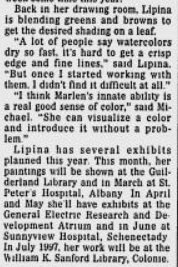 Back in her drawing room, Lipina
is blending greens and browns to
get the desired shading on a leaf.
"A lot of people say watercolors
dry so fast, it's hard to get a crisp
edge and fine lines," said Lipina.
"But once I started working with
them, I didn't find it difficult at all."
"I think Marlen's innate ability is
a real good sense of color," said Mi-
chael. "She can visualize a color
and introduce it without a prob-
lem."
Lipina has several exhibits
planned this year. This month, her
paintings will be shown at the Guil-
derland Library and in March at St.
Peter's Hospital, Albany In April
and May she'll have exhibits at the
General Electric Research and De-
velopment Atrium and in June at
Sunnyview Hospital, Schenectady
In July 1997, her work will be at the
William K. Sanford Library, Colonie.